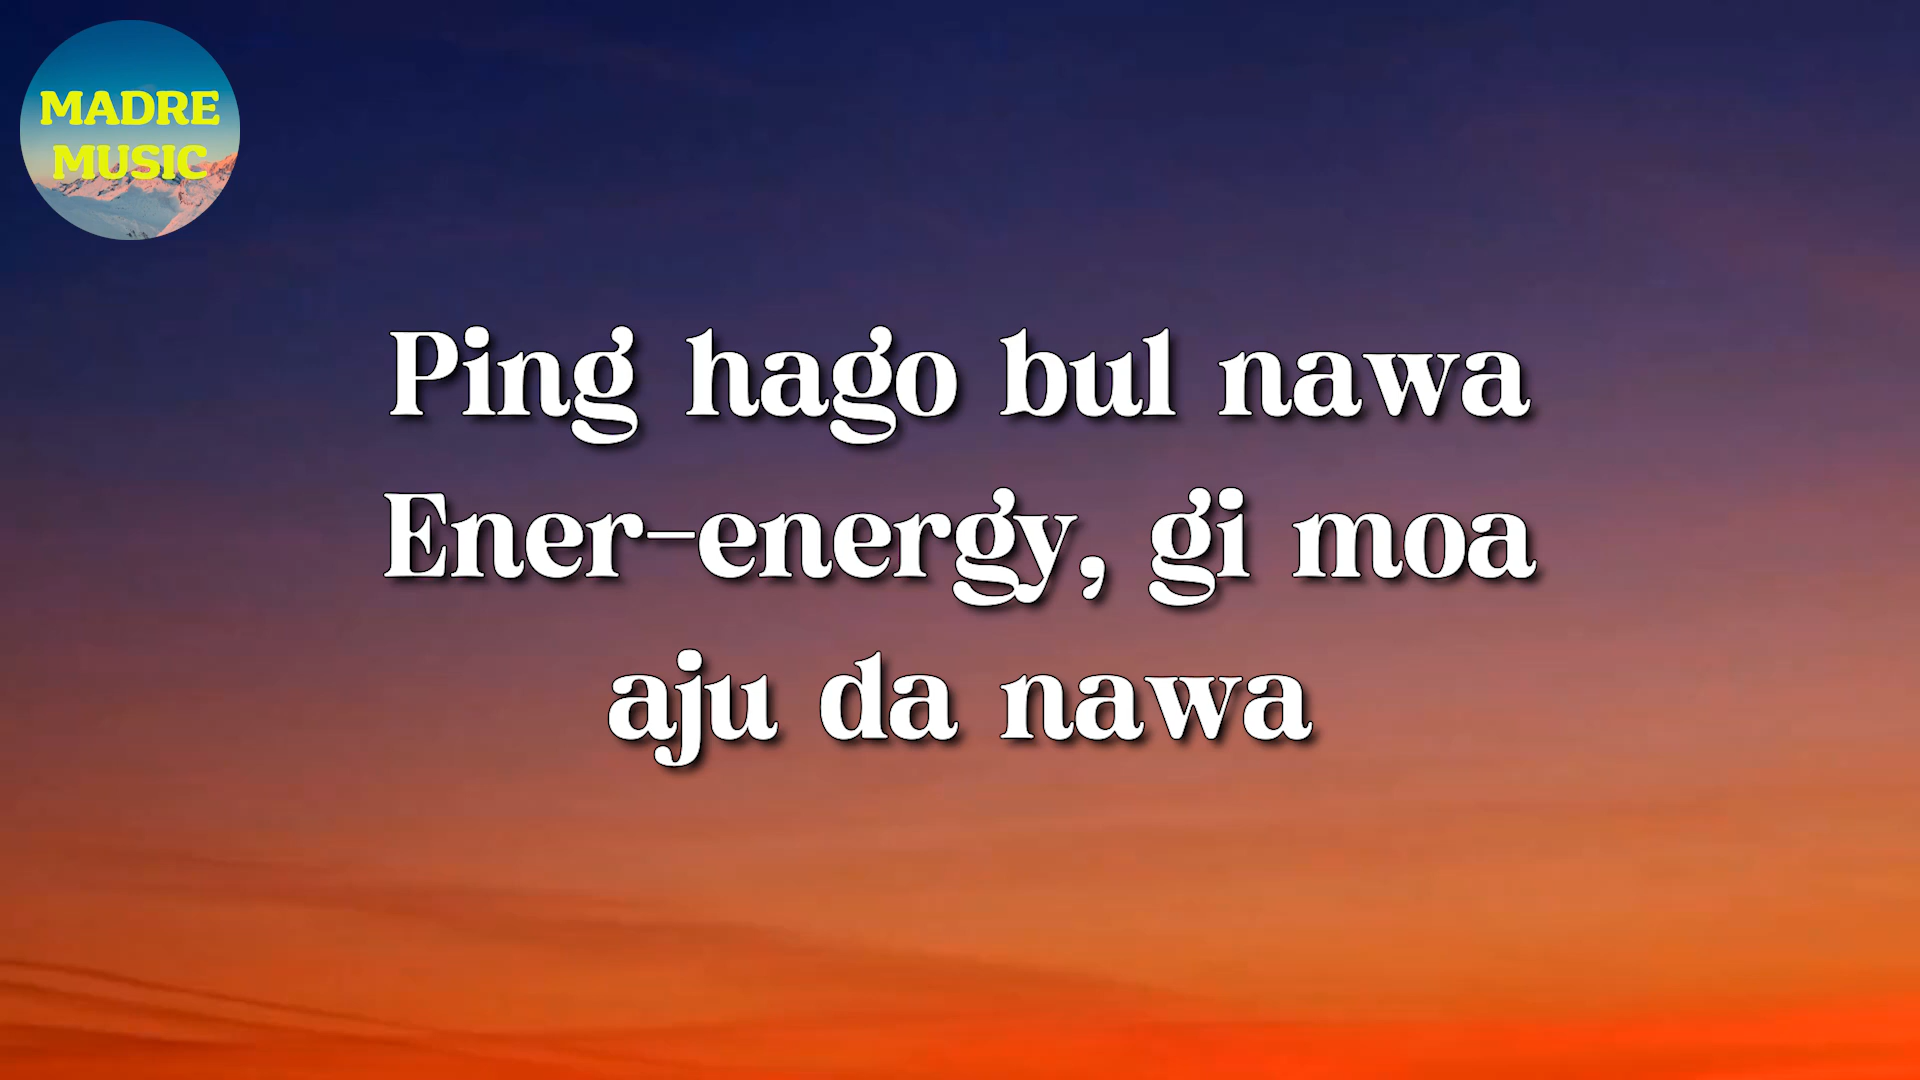 MADRE
MUSIC
Ping hago bul nawa
Ener-energy, gi moa
aju da nawa